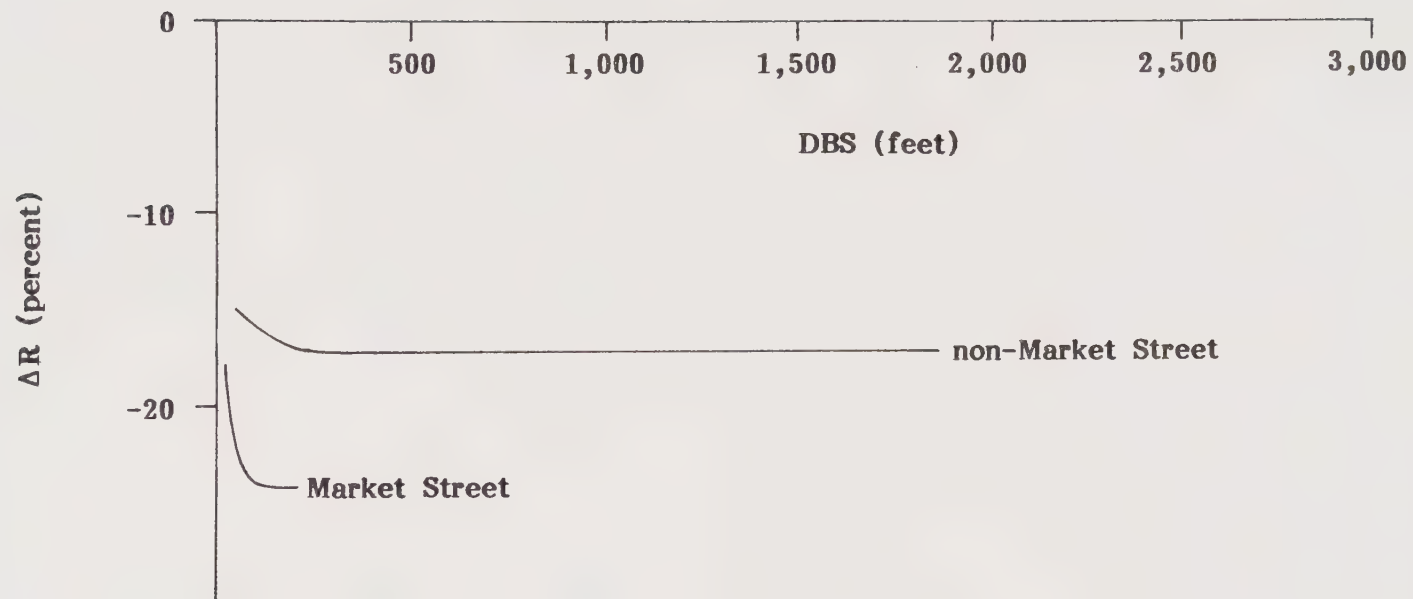 0
500 1,000 1,500 2,000 2,500 3,000
DBS (feet)
ΔR (percent)
-10
non-Market Street
-20
Market Street